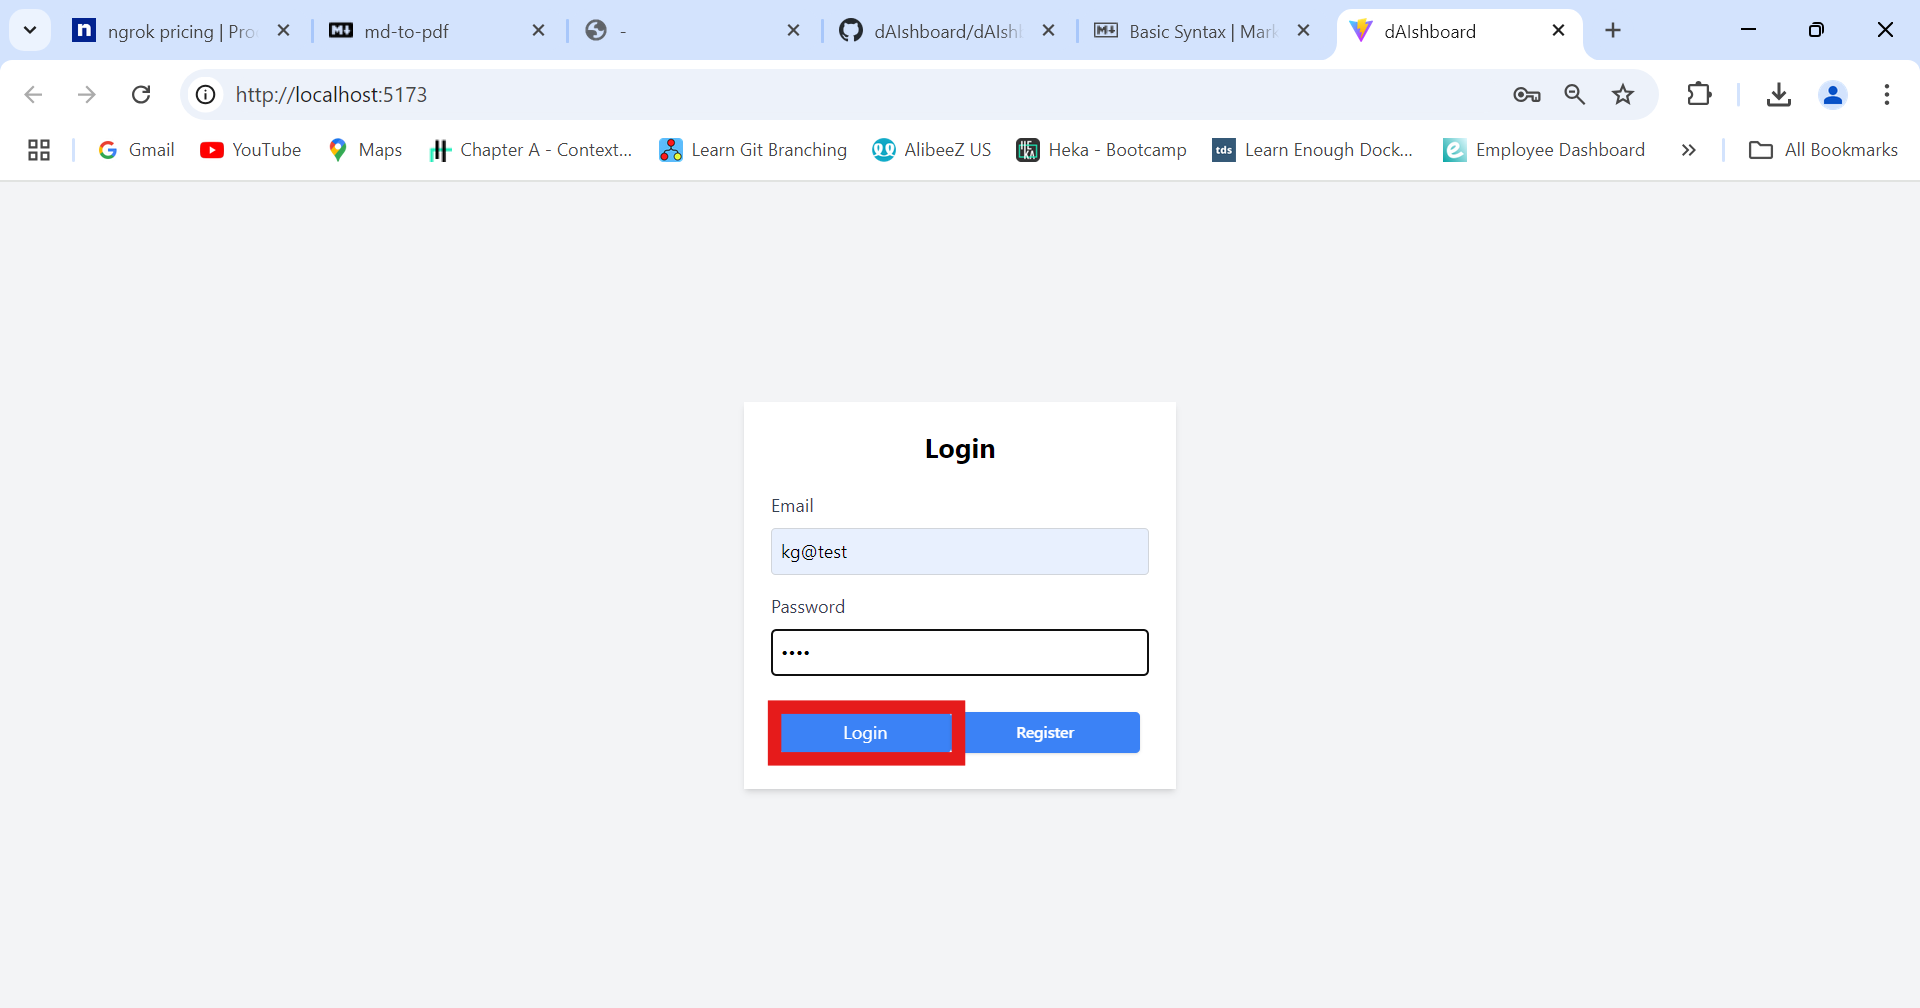 ngrok pricing | Pro
md-to-pdf
-
dAIshboard/dAIsh
Basic Syntax | Mark
dAIshboard
http://localhost:5173
Gmail
YouTube
Maps
Chapter A - Context...
Learn Git Branching
AlibeeZ US
HEKA
Heka - Bootcamp
tds
Learn Enough Dock...
Employee Dashboard
All Bookmarks
Login
Email
kg@test
Password
••••
Login
Register